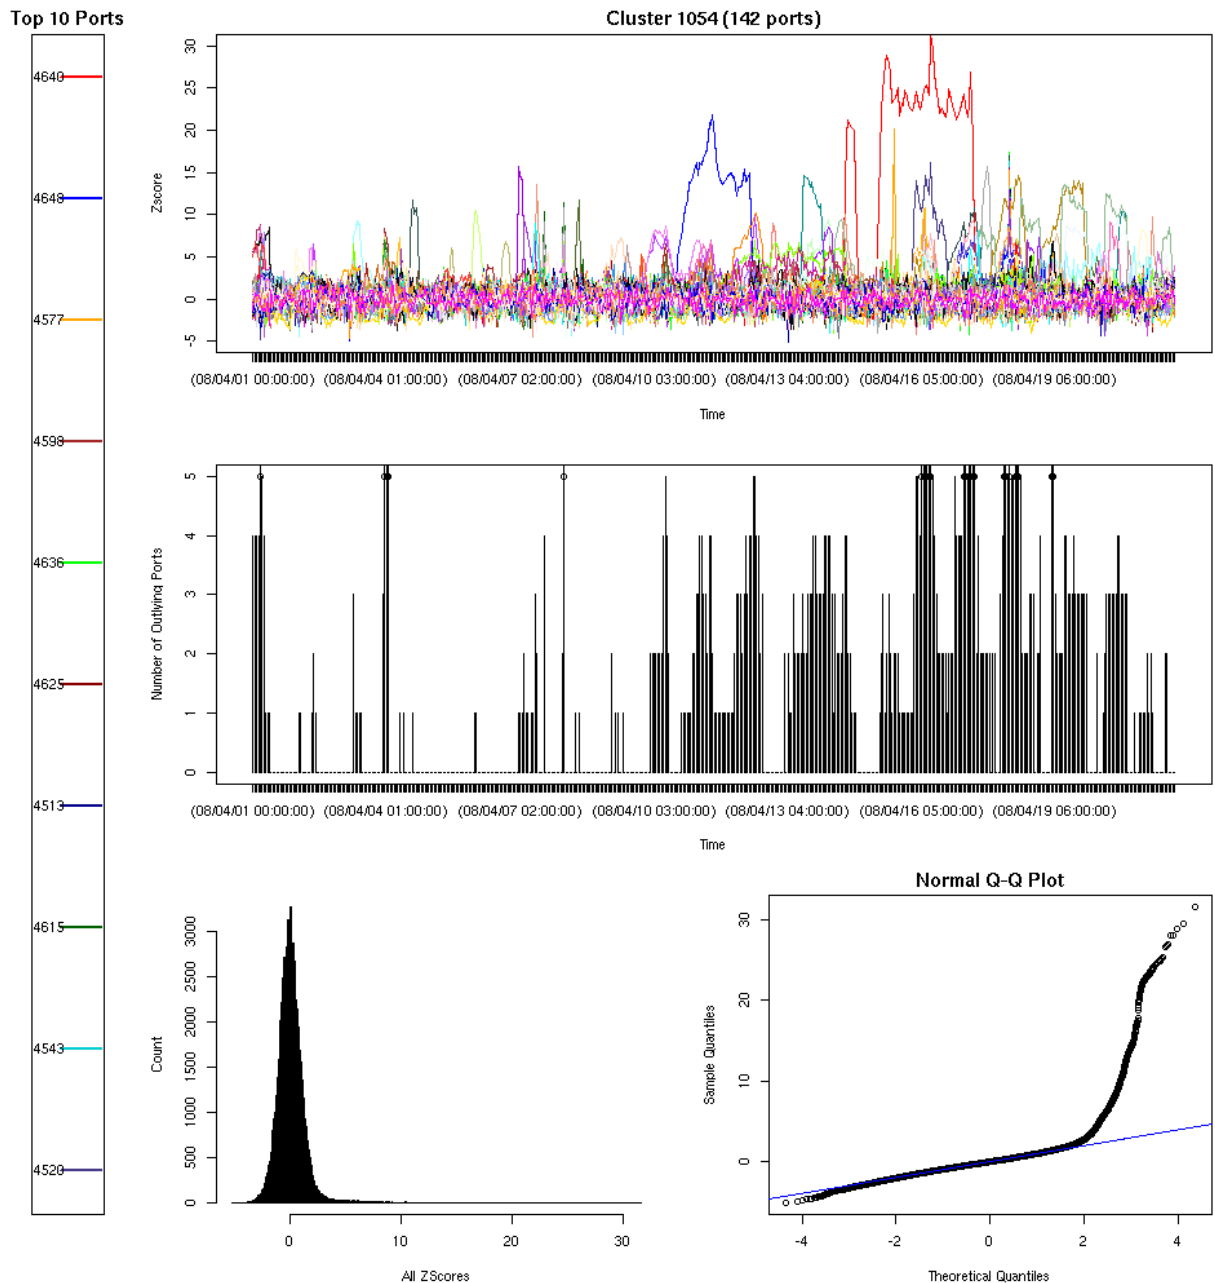 Top 10 Ports
4640
4648
4577
4598
4636
4625
4513
4615
4543
4520
Cluster 1054 (142 ports)
Zscore
30
25
20
15
10
5
0
-5
(08/04/01 00:00:00) (08/04/04 01:00:00) (08/04/07 02:00:00) (08/04/10 03:00:00) (08/04/13 04:00:00) (08/04/16 05:00:00) (08/04/19 06:00:00)
Time
Number of Outlying Ports
5
4
3
2
1
0
(08/04/01 00:00:00) (08/04/04 01:00:00) (08/04/07 02:00:00) (08/04/10 03:00:00) (08/04/13 04:00:00) (08/04/16 05:00:00) (08/04/19 06:00:00)
Time
Count
3000
2500
2000
1500
1000
500
0
0 10 20 30
All ZScores
Normal Q-Q Plot
Sample Quantiles
30
20
10
0
-4 -2 0 2 4
Theoretical Quantiles